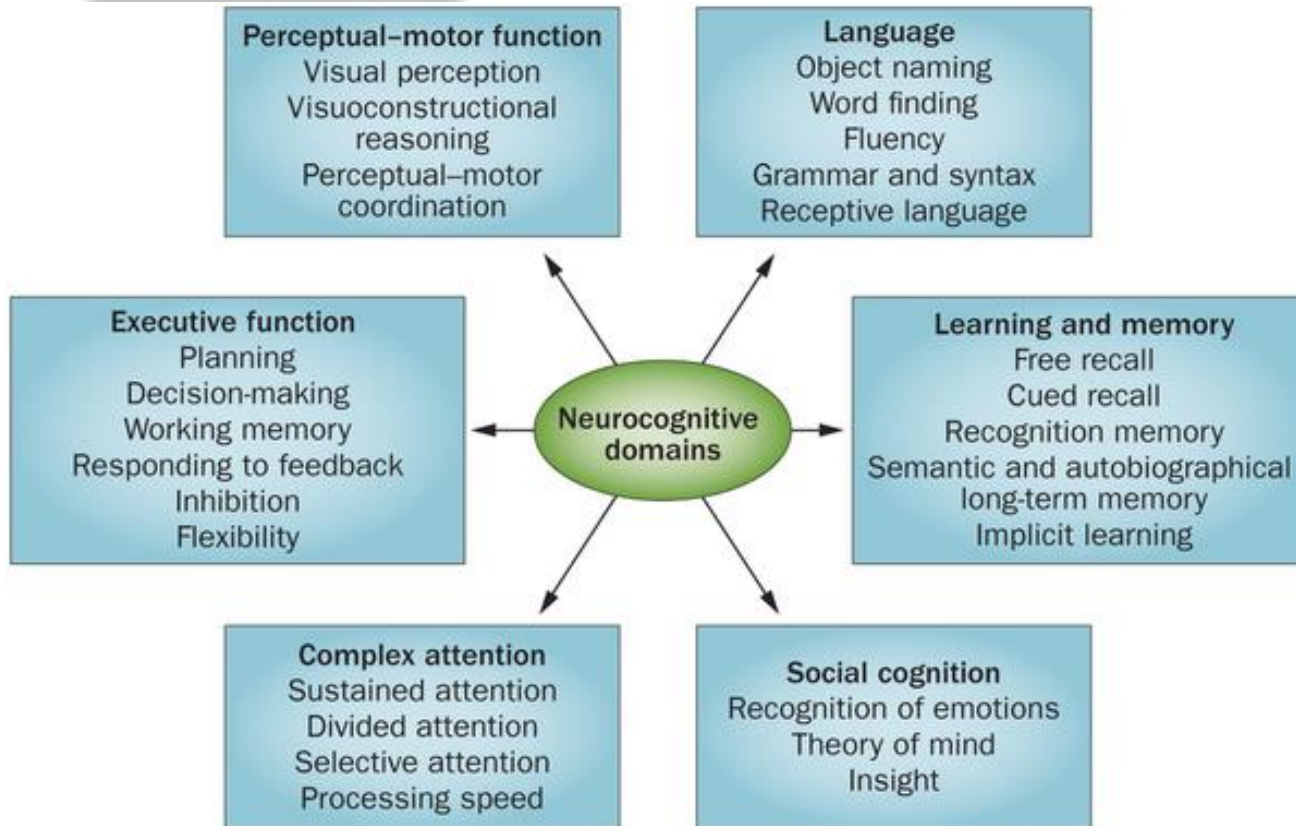 Perceptual–motor function
Visual perception
Visuoconstructional
reasoning
Perceptual–motor
coordination
Language
Object naming
Word finding
Fluency
Grammar and syntax
Receptive language
Executive function
Planning
Decision-making
Working memory
Responding to feedback
Inhibition
Flexibility
Neurocognitive
domains
Learning and memory
Free recall
Cued recall
Recognition memory
Semantic and autobiographical
long-term memory
Implicit learning
Complex attention
Sustained attention
Divided attention
Selective attention
Processing speed
Social cognition
Recognition of emotions
Theory of mind
Insight